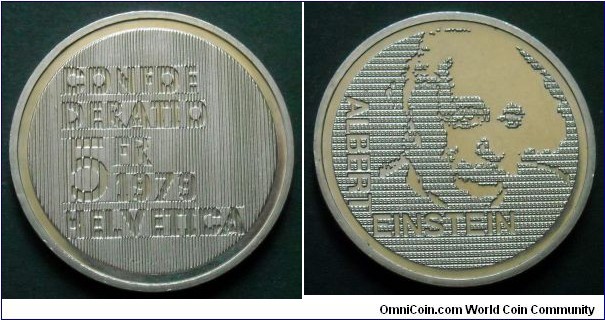 CONFOE
DERATIO
5 FR
1979
HELVETICA
ALBERT
EINSTEIN
OmniCoin.com World Coin Community